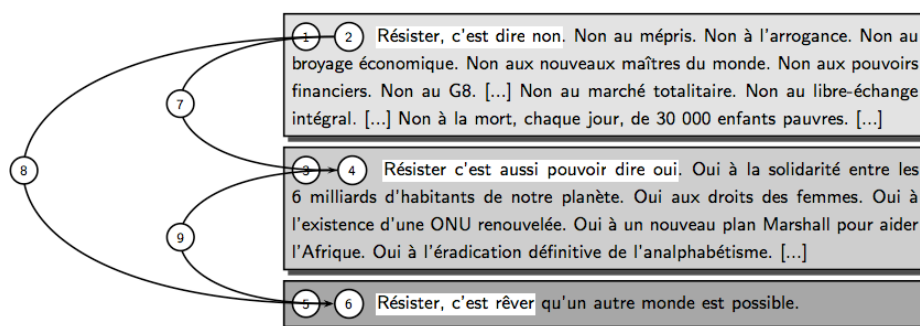 1 2 Résister, c'est dire non. Non au mépris. Non à l'arrogance. Non au
broyage économique. Non aux nouveaux maîtres du monde. Non aux pouvoirs
financiers. Non au G8. [...] Non au marché totalitaire. Non au libre-échange
7
intégral. [...] Non à la mort, chaque jour, de 30 000 enfants pauvres. [...]
8 3 4 Résister c'est aussi pouvoir dire oui. Oui à la solidarité entre les
6 milliards d'habitants de notre planète. Oui aux droits des femmes. Oui à
l'existence d'une ONU renouvelée. Oui à un nouveau plan Marshall pour aider
9
l'Afrique. Oui à l'éradication définitive de l'analphabétisme. [...]
5 6 Résister, c'est rêver qu'un autre monde est possible.